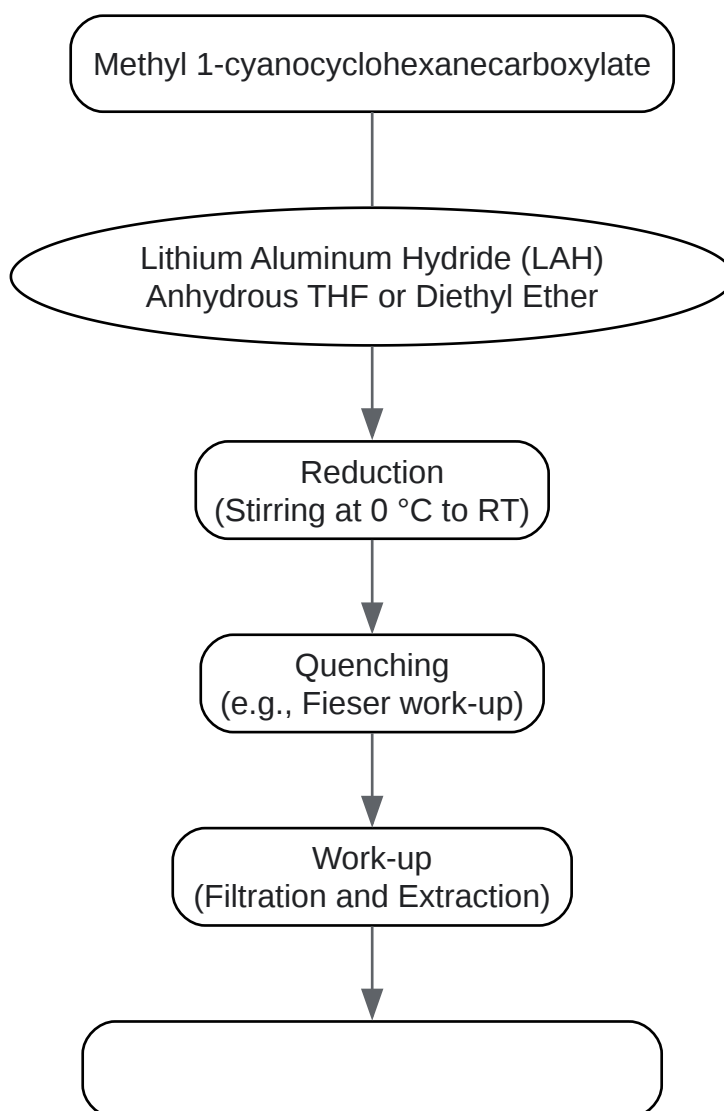 Methyl 1-cyanocyclohexanecarboxylate
Lithium Aluminum Hydride (LAH)
Anhydrous THF or Diethyl Ether
Reduction
(Stirring at 0 °C to RT)
Quenching
(e.g., Fieser work-up)
Work-up
(Filtration and Extraction)